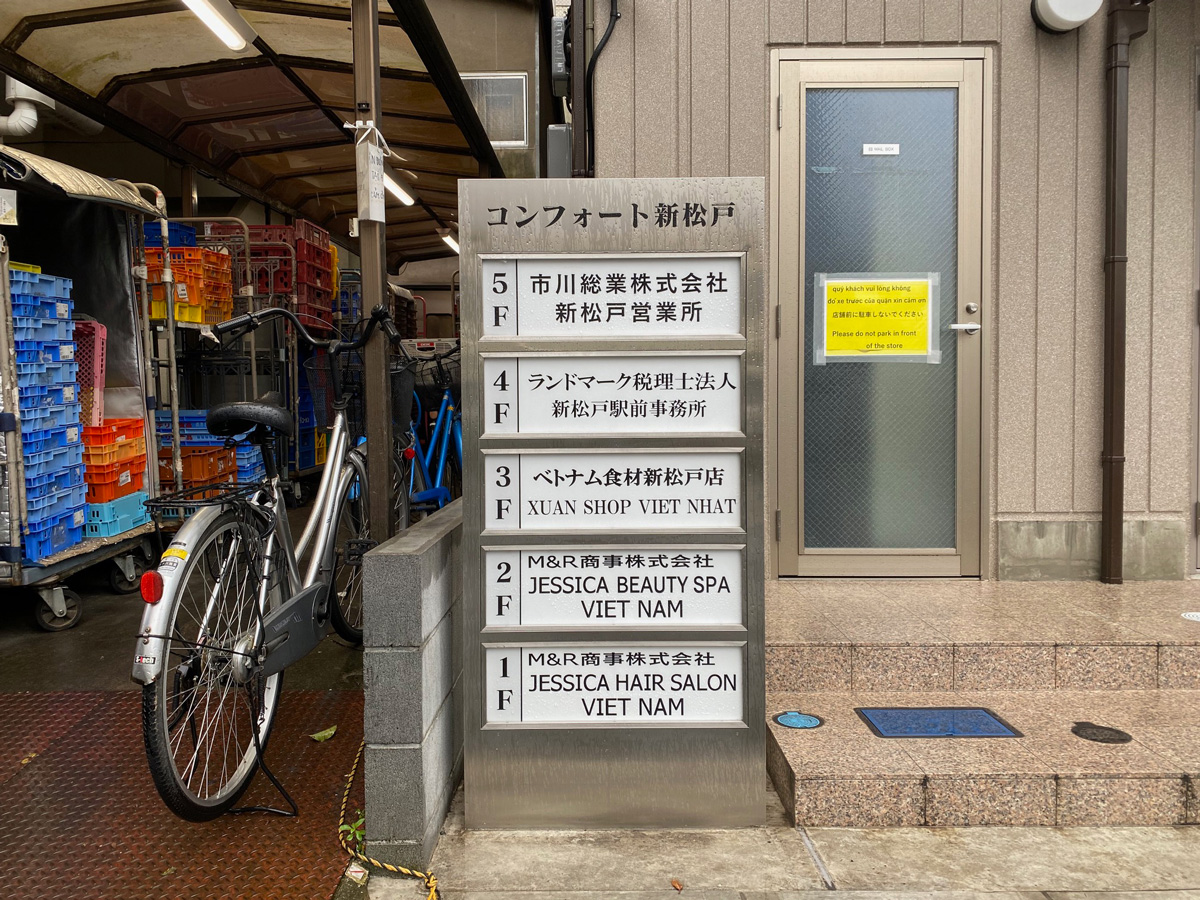 コンフォート新松戸
5F
市川総業株式会社
新松戸営業所
4F
ランドマーク税理士法人
新松戸駅前事務所
3F
ベトナム食材新松戸店
XUAN SHOP VIET NHAT
2F
M&R商事株式会社
JESSICA BEAUTY SPA
VIET NAM
1F
M&R商事株式会社
JESSICA HAIR SALON
VIET NAM
quý khách vui lòng không
đỗ xe trước của quán xin cảm ơn
店舗前に駐車しないでください
Please do not park in front
of the store